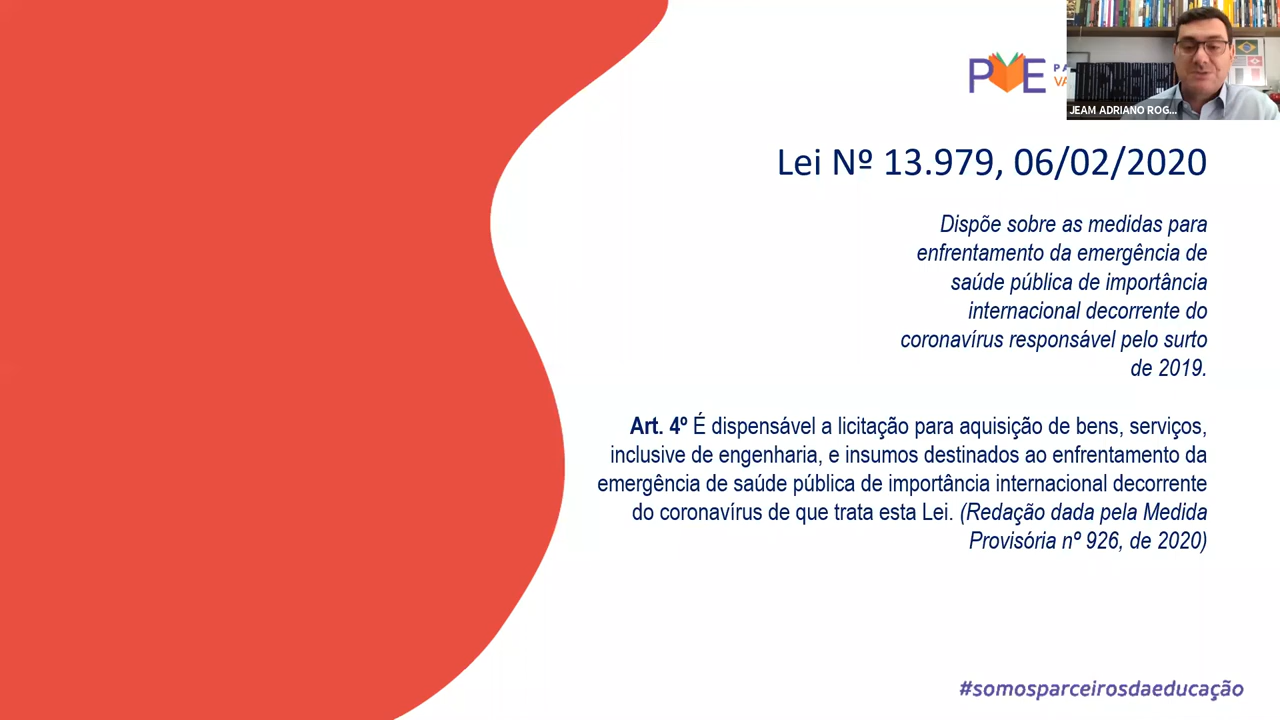 PVE
JEAM ADRIANO ROG...
Lei Nº 13.979, 06/02/2020
Dispõe sobre as medidas para
enfrentamento da emergência de
saúde pública de importância
internacional decorrente do
coronavírus responsável pelo surto
de 2019.
Art. 4º É dispensável a licitação para aquisição de bens, serviços,
inclusive de engenharia, e insumos destinados ao enfrentamento da
emergência de saúde pública de importância internacional decorrente
do coronavírus de que trata esta Lei. (Redação dada pela Medida
Provisória nº 926, de 2020)
#somosparceirosdaeducação